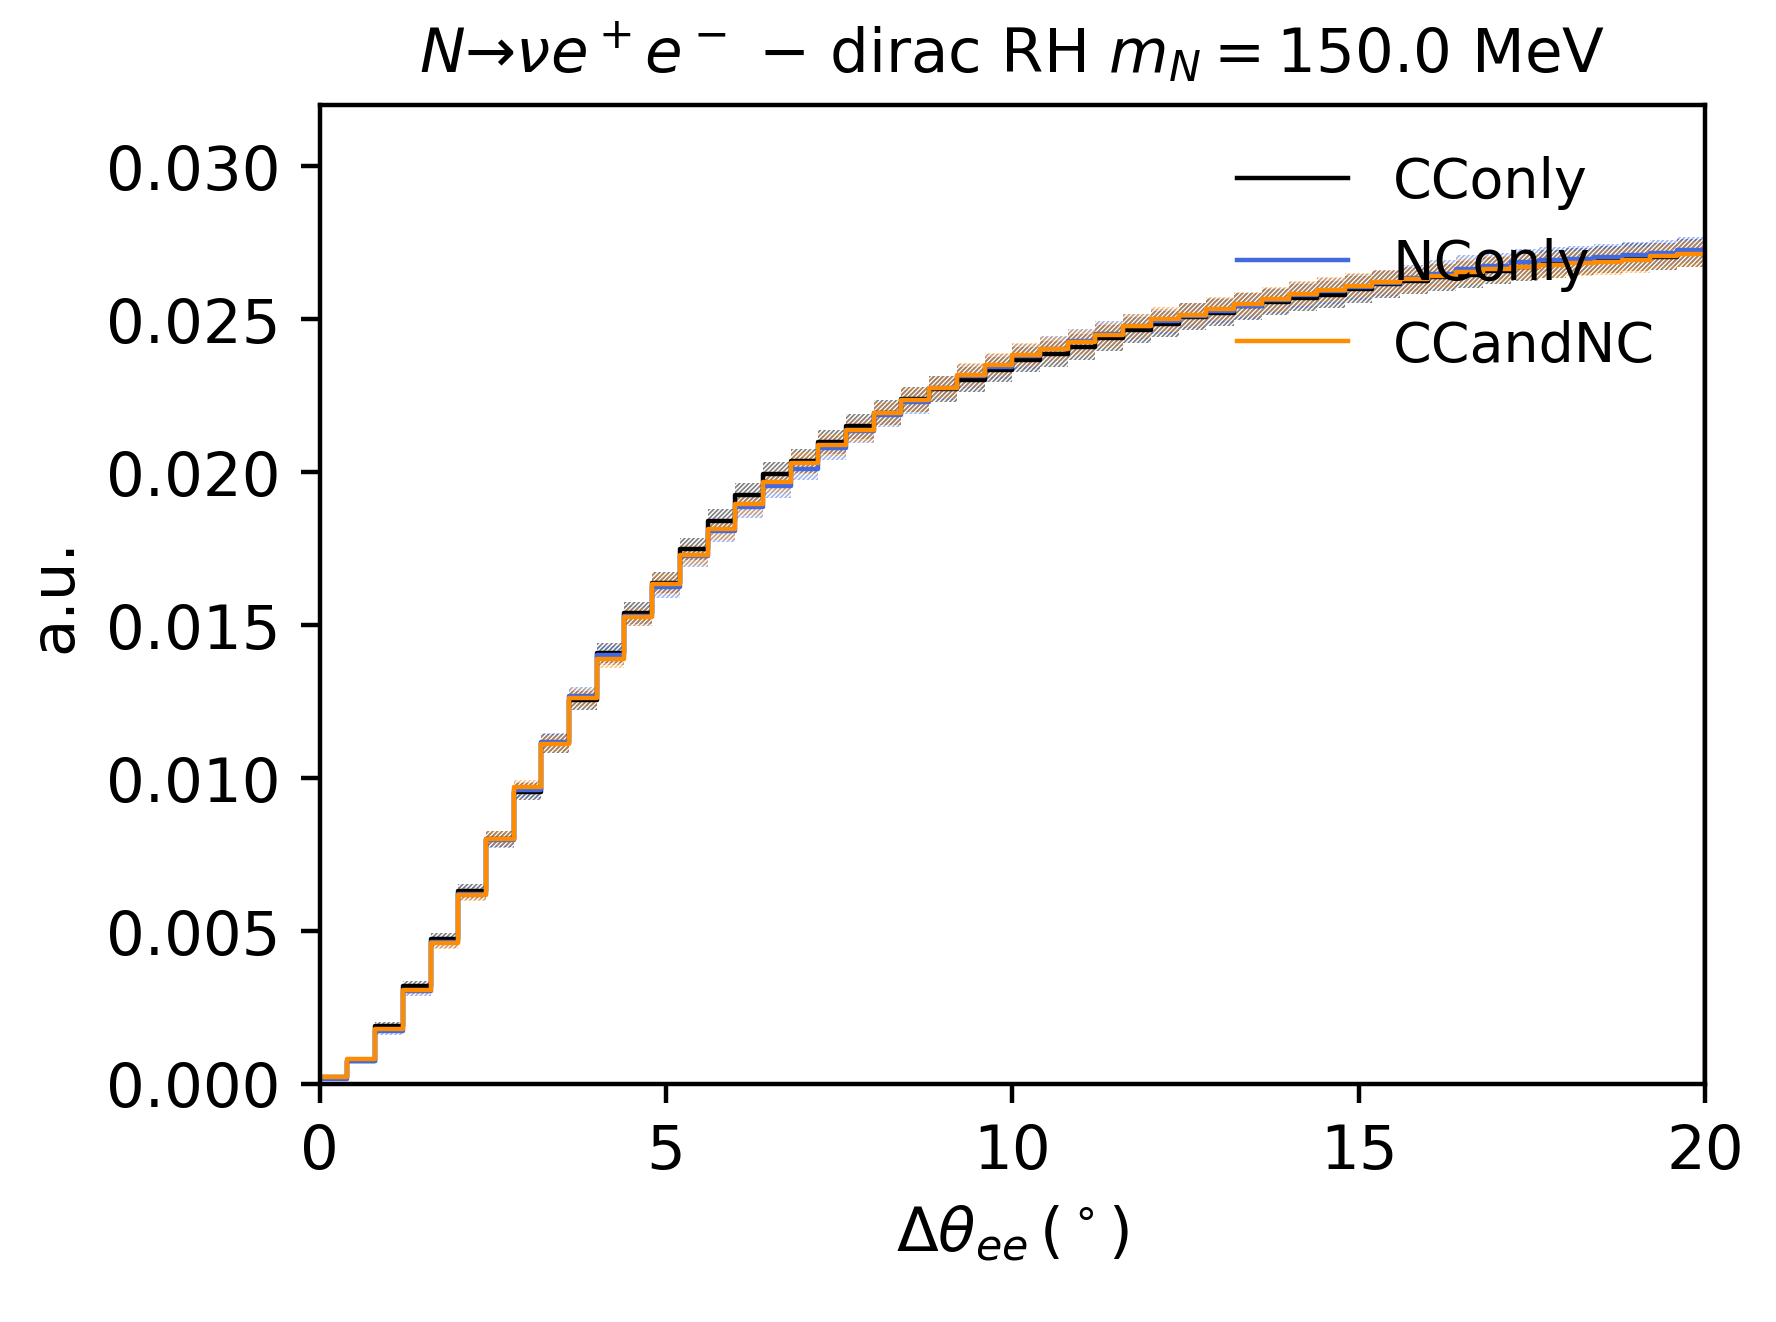 N→νe⁺e⁻ − dirac RH m_N = 150.0 MeV
CConly
NConly
CCandNC
a.u.
0.030
0.025
0.020
0.015
0.010
0.005
0.000
0 5 10 15 20
Δθ_ee (°)